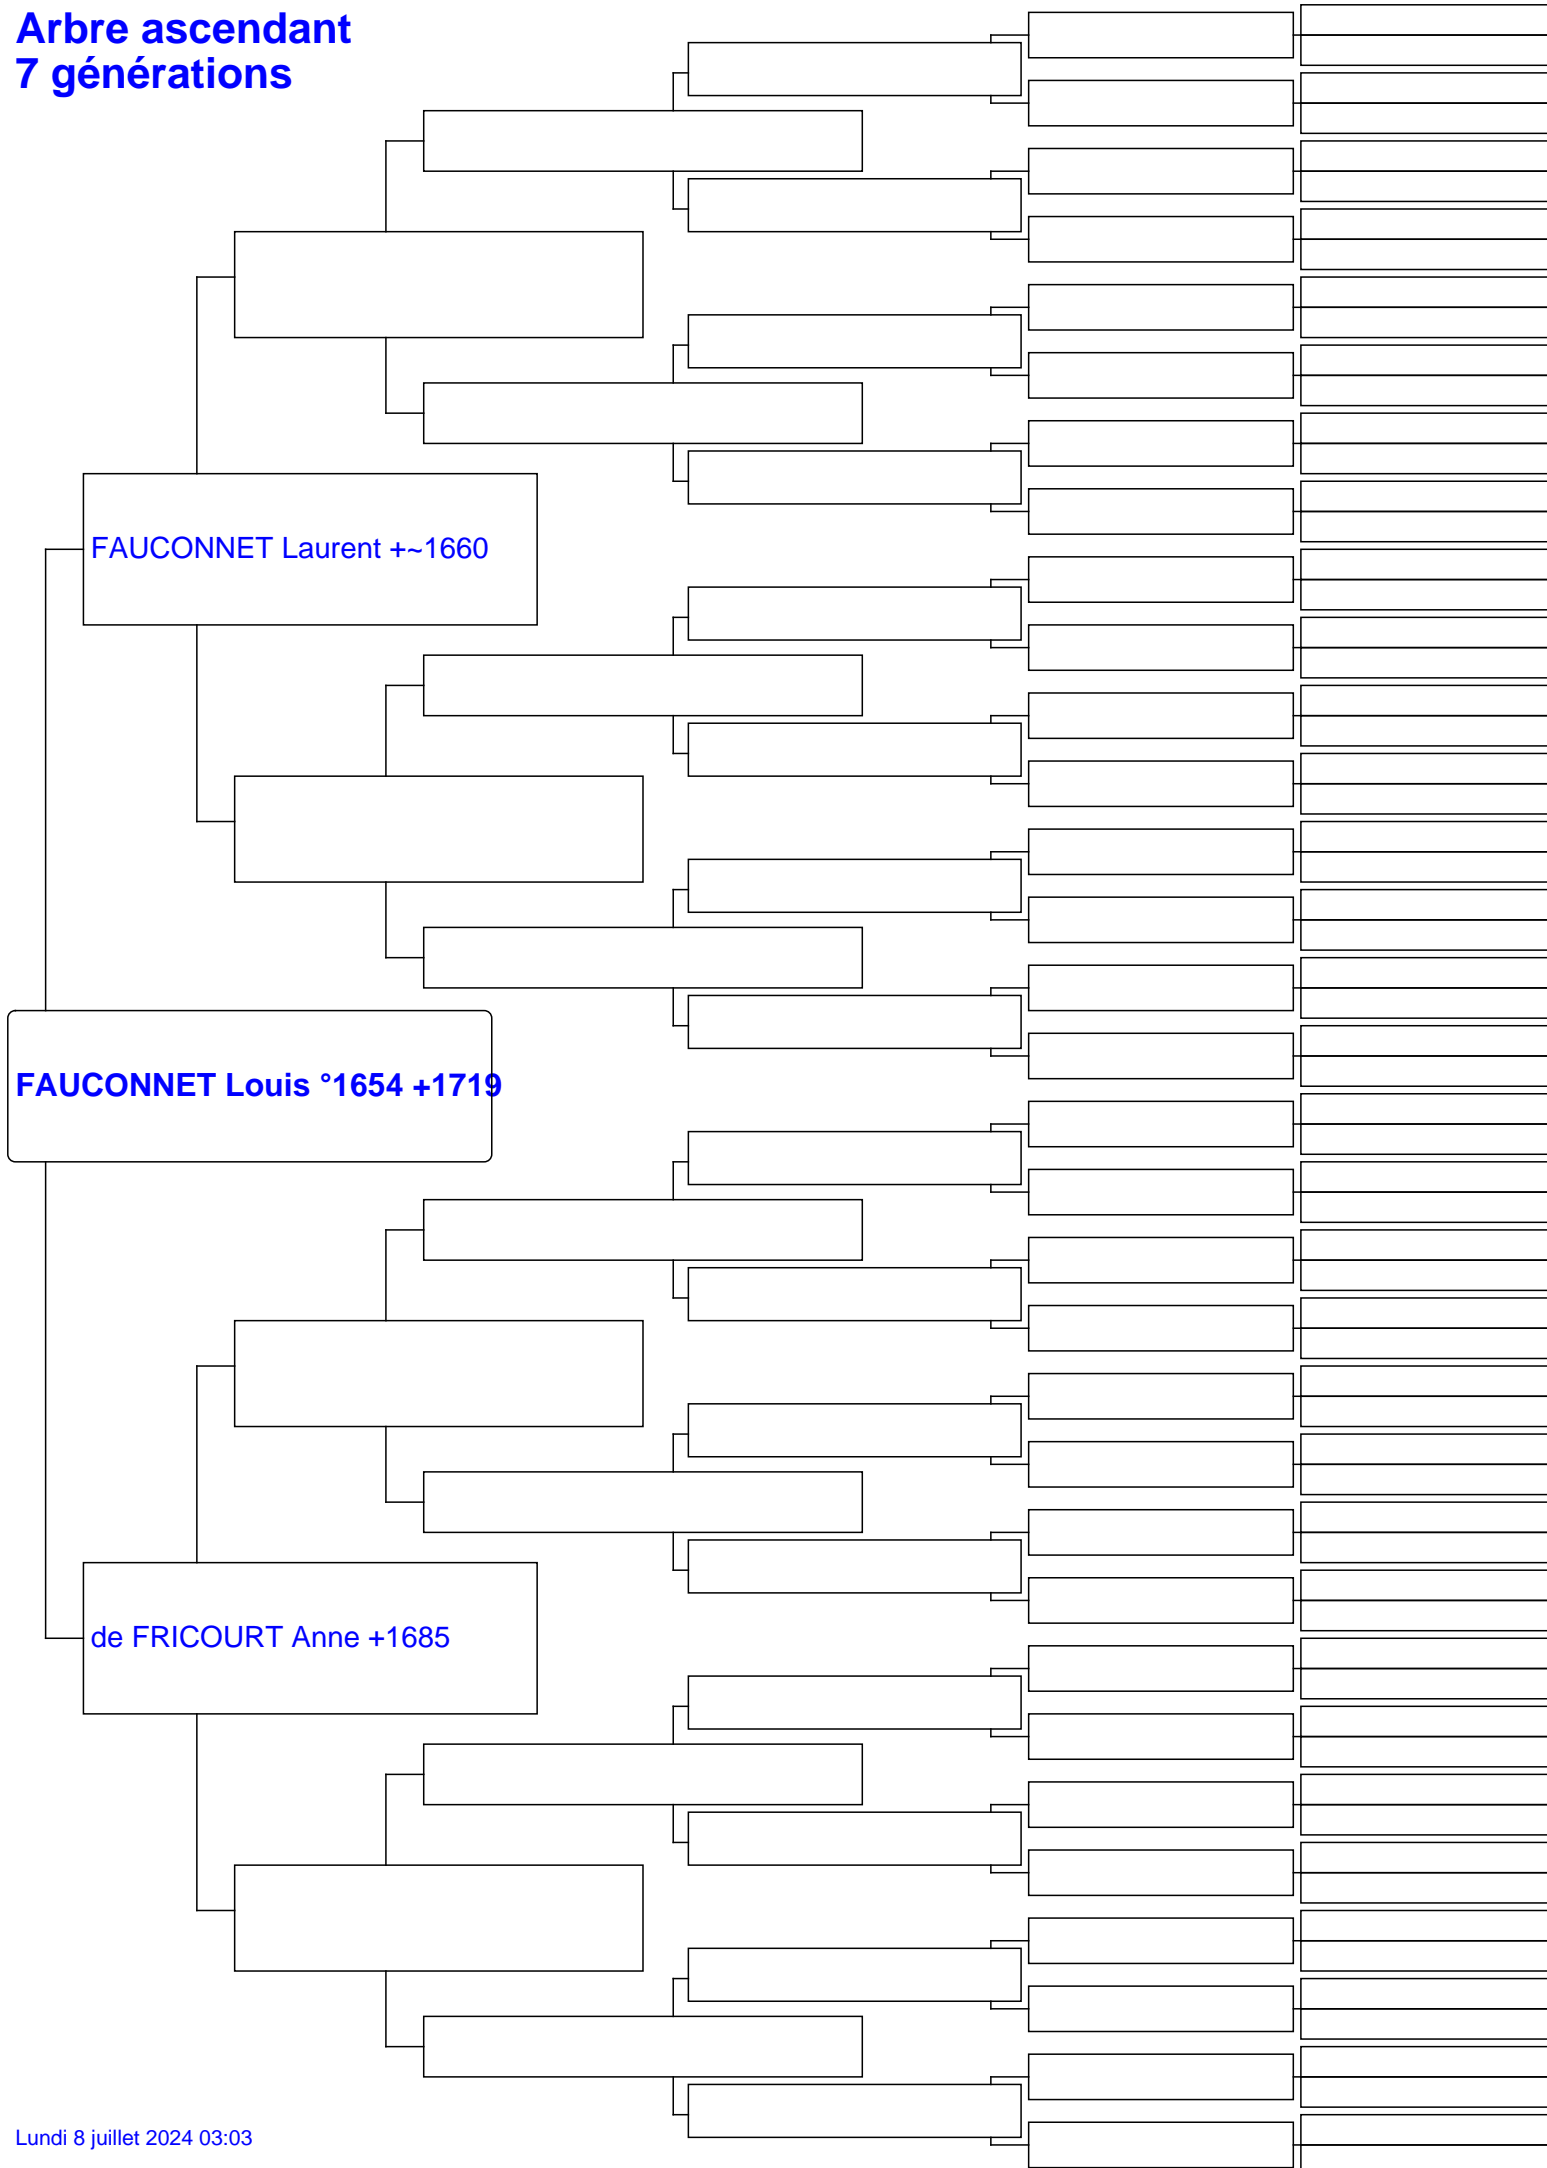 Arbre ascendant
7 générations
FAUCONNET Laurent +~1660
FAUCONNET Louis °1654 +1719
de FRICOURT Anne +1685
Lundi 8 juillet 2024 03:03